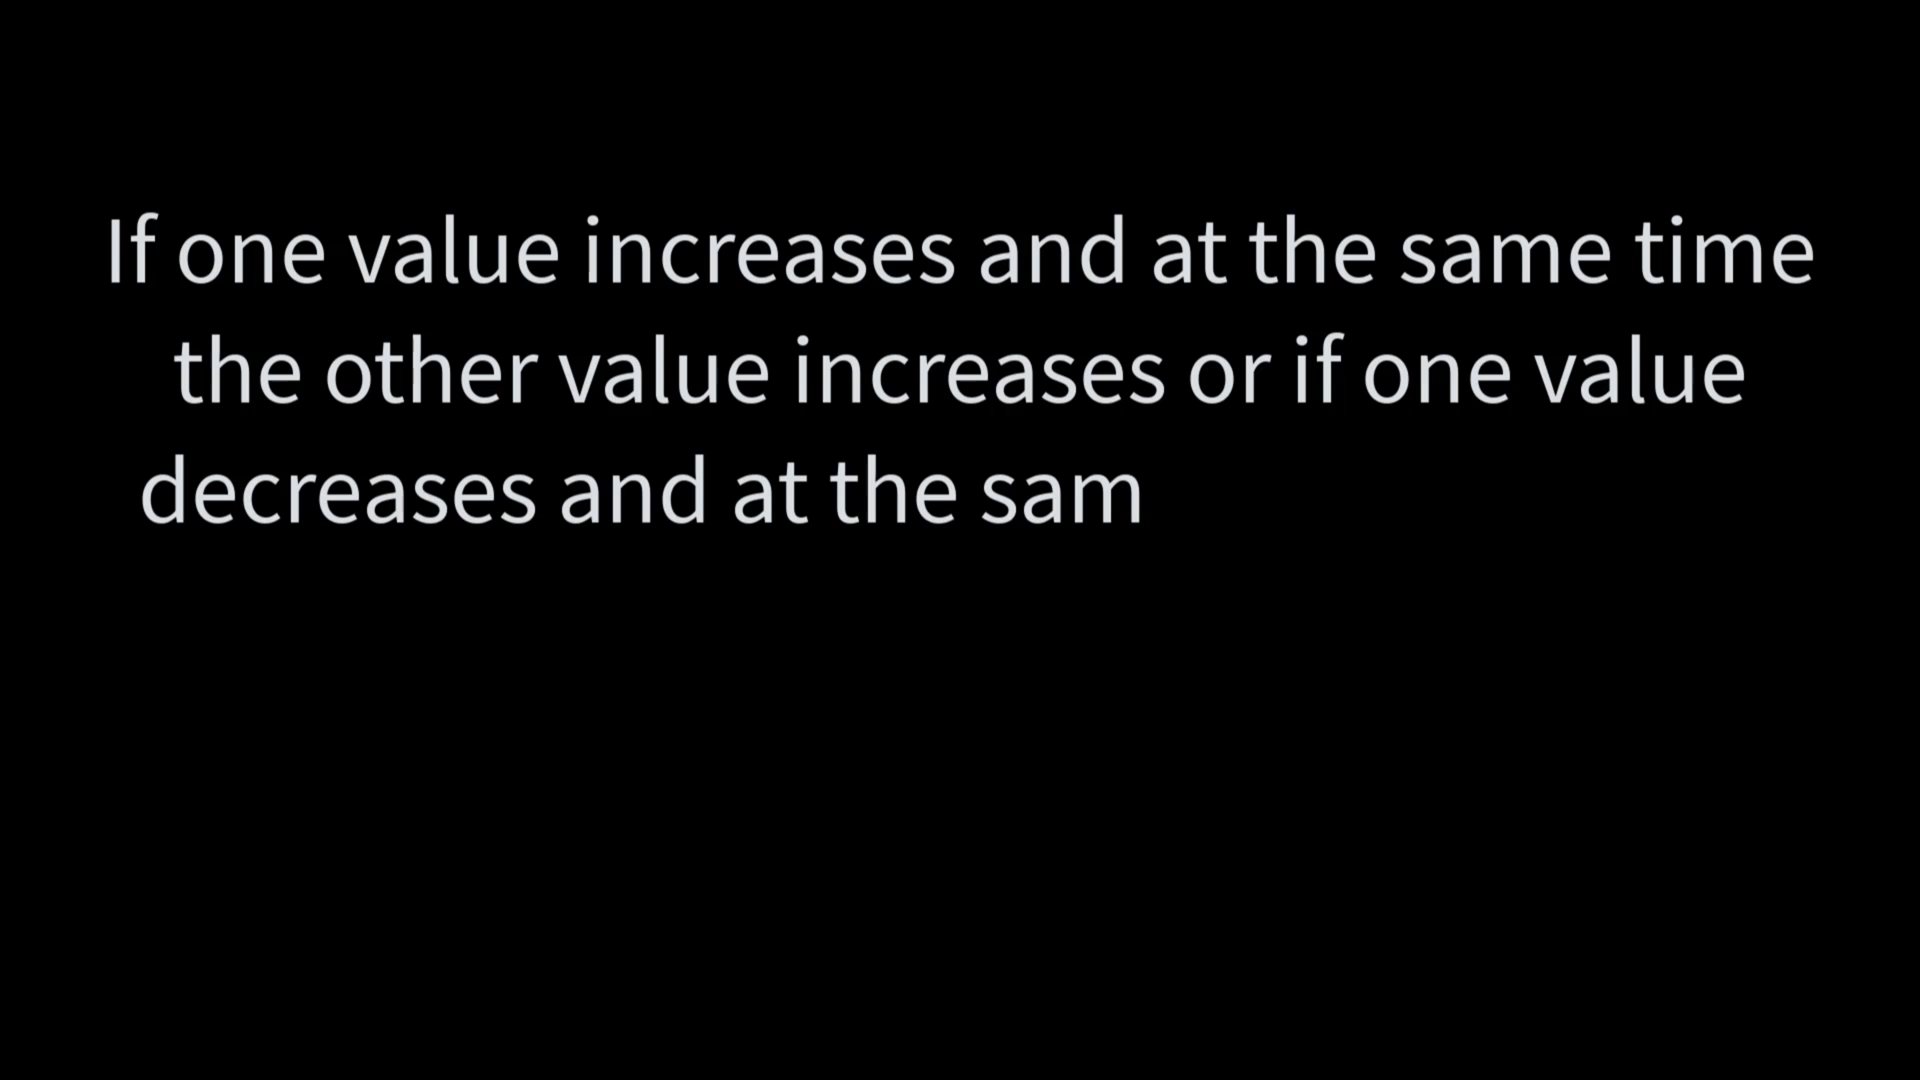 If one value increases and at the same time
the other value increases or if one value
decreases and at the sam